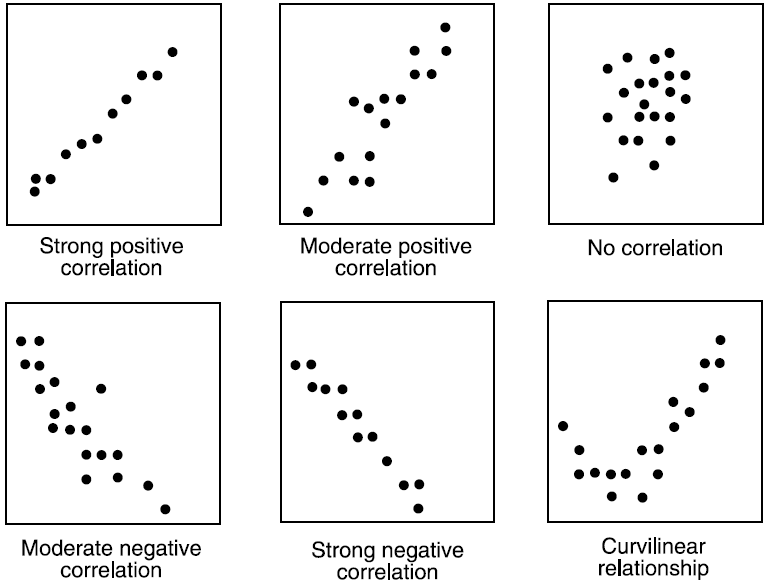 Strong positive
correlation
Moderate positive
correlation
No correlation
Moderate negative
correlation
Strong negative
correlation
Curvilinear
relationship